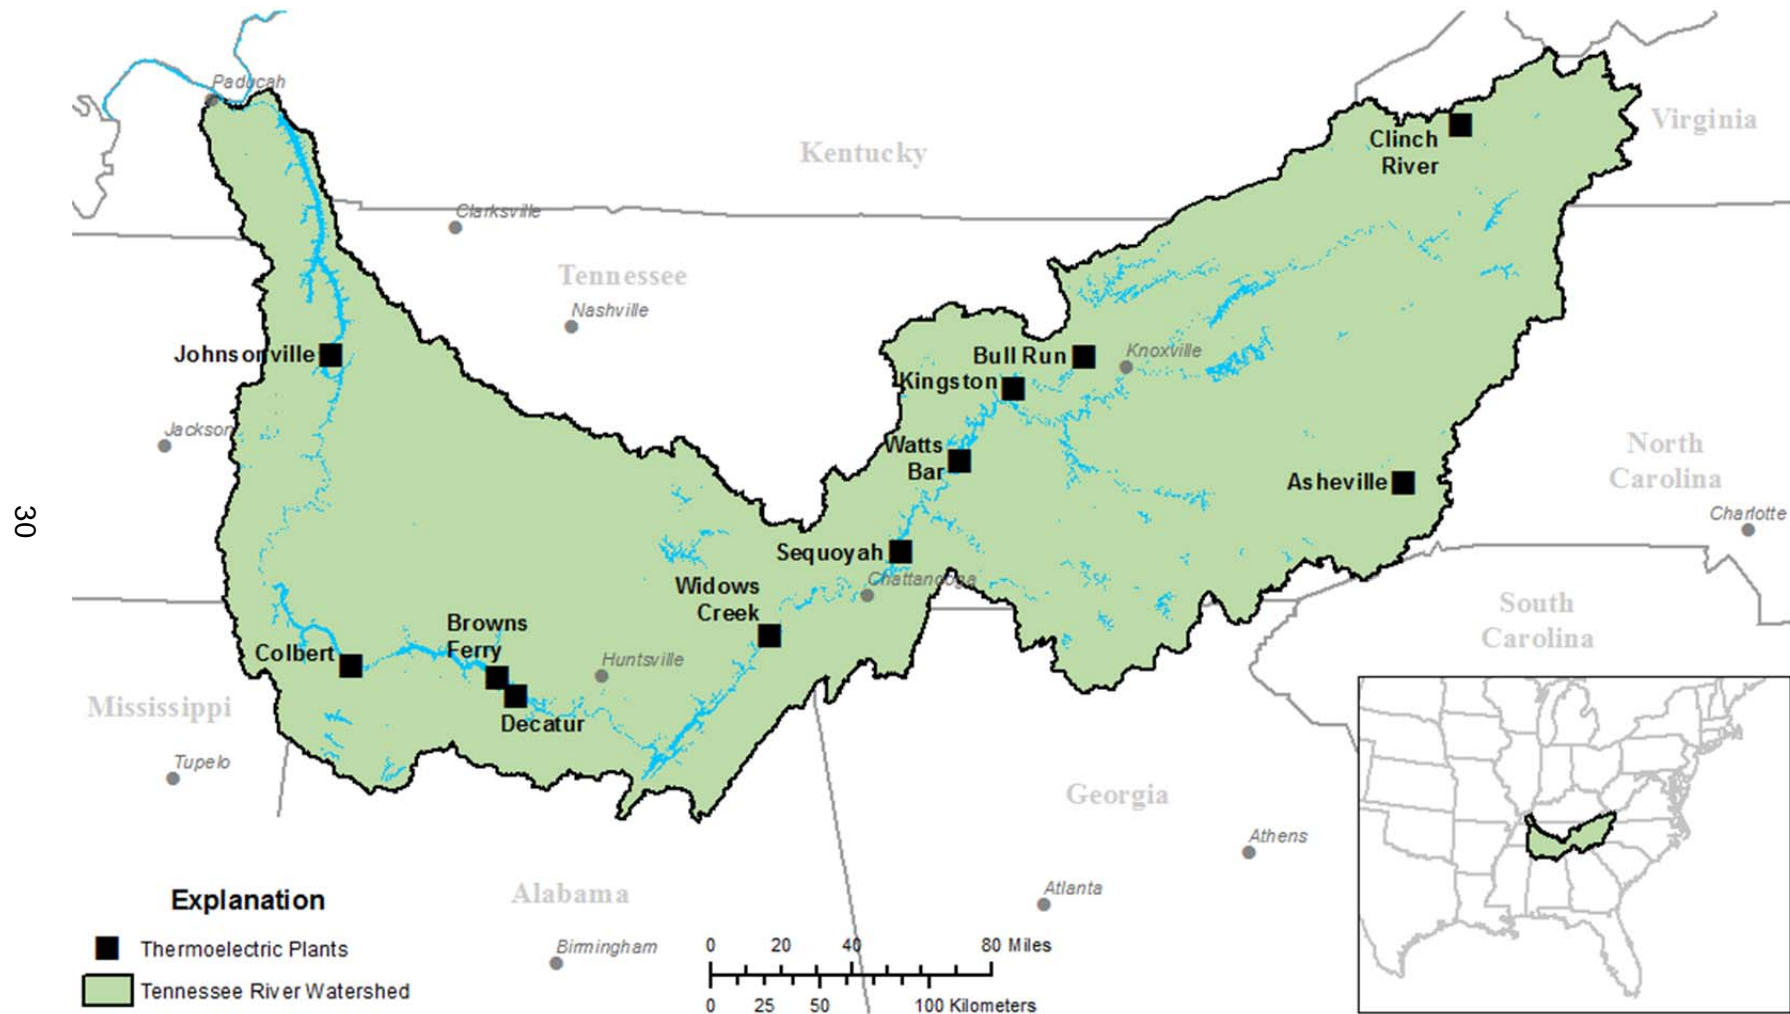 Paducah
Virginia
Clinch
River
Kentucky
Clarksville
Tennessee
Nashville
Johnsonville
Bull Run
Knoxville
Kingston
Jackson
Watts
Bar
North
Carolina
Asheville
Charlotte
30
Sequoyah
Chattanooga
Widows
Creek
South
Carolina
Browns
Ferry
Colbert
Huntsville
Decatur
Mississippi
Tupelo
Georgia
Athens
Atlanta
Alabama
Birmingham
Explanation
Thermoelectric Plants
Tennessee River Watershed
0 20 40 80 Miles
0 25 50 100 Kilometers